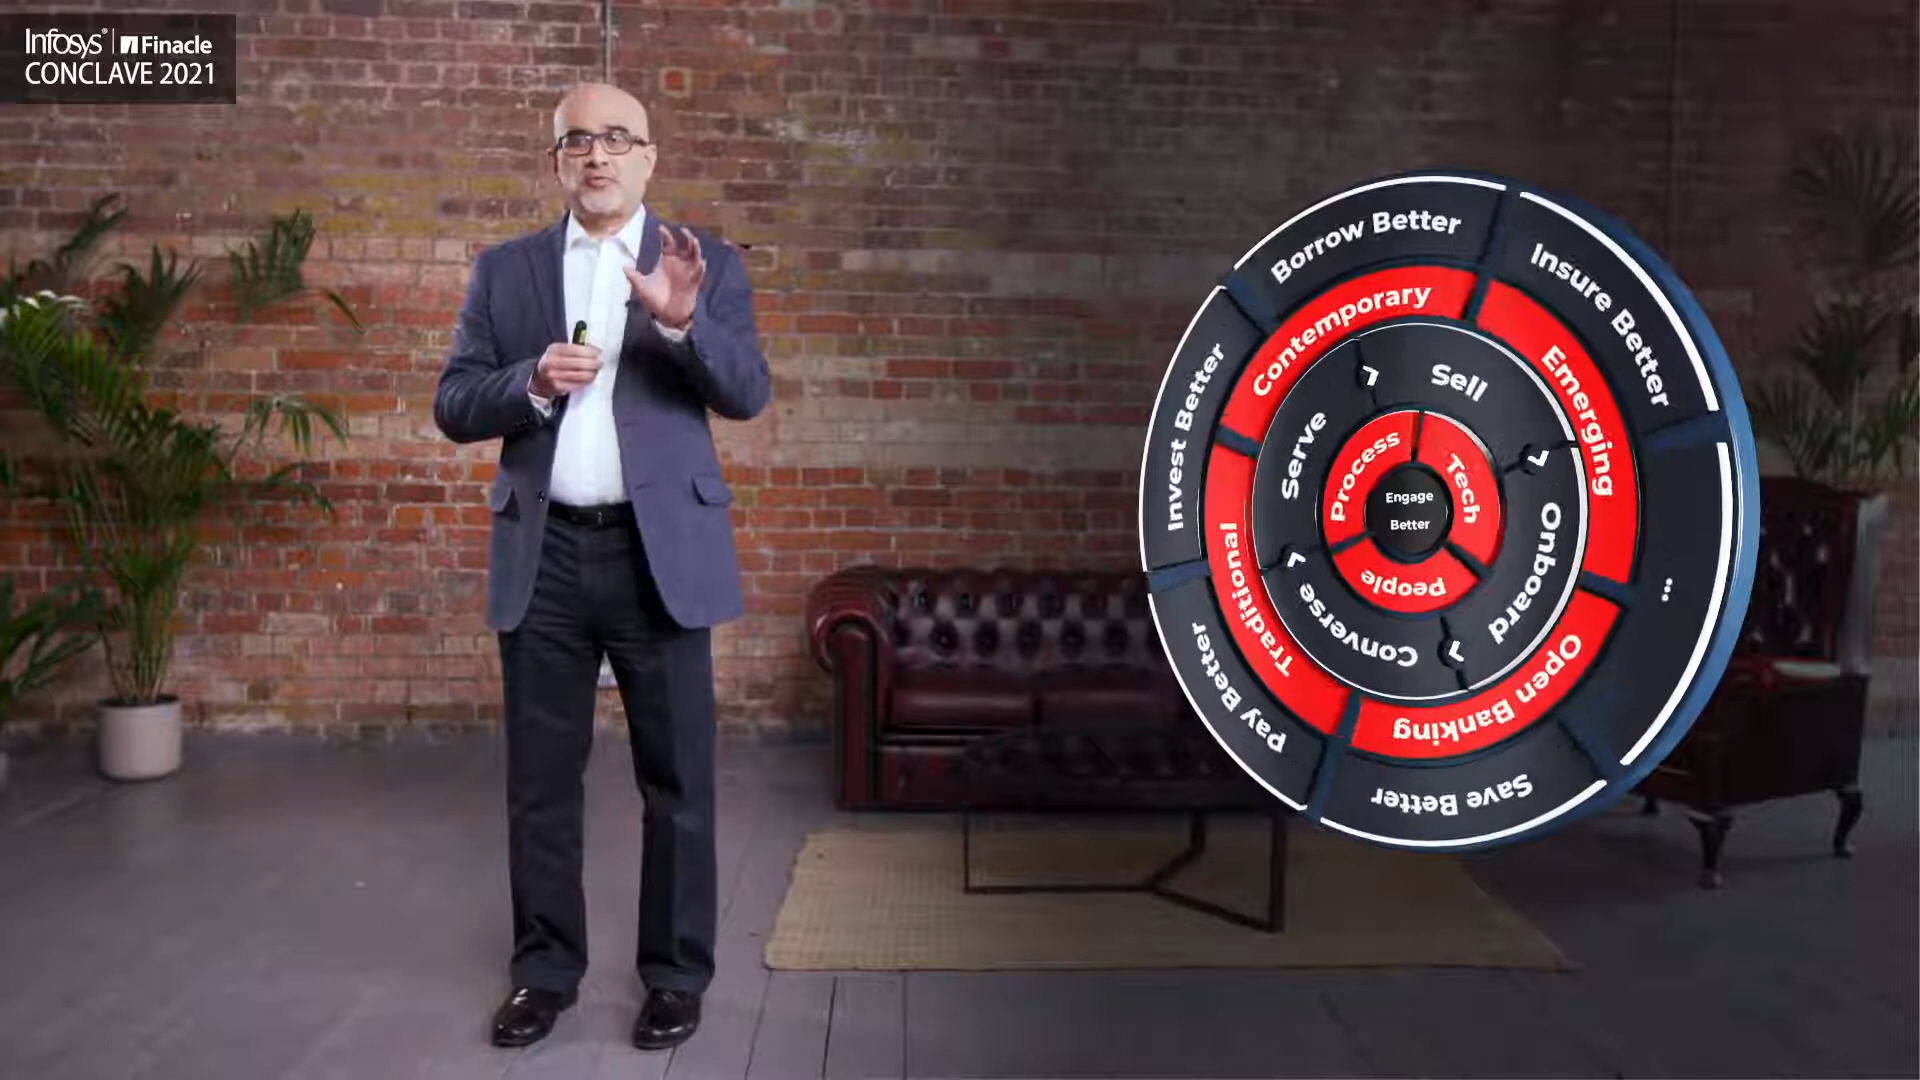 Infosys® | Finacle
CONCLAVE 2021
Borrow Better
Insure Better
...
Save Better
Pay Better
Invest Better
Contemporary
Emerging
Open Banking
Tradititional
Sell
Onboard
Converse
Serve
Process
Tech
people
Engage
Better